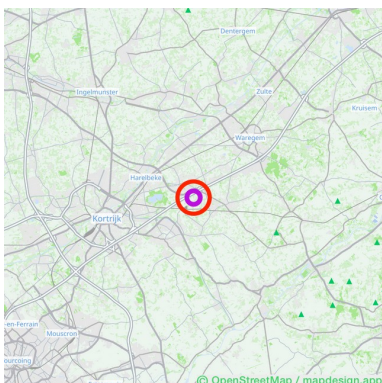 Dentergem
Ingelmunster
Zulte
Kruisem
Waregem
Harelbeke
Kortrijk
-en-Ferrain
Mouscron
ourcoing
© OpenStreetMap / mapdesign.app